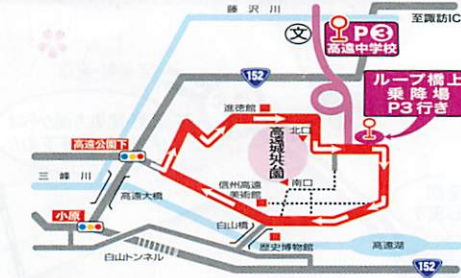 藤沢川
至諏訪IC
文
P3
高遠中学校
152
ループ橋上
乗降場
P3行き
進徳館
北口
高遠城址公園
高遠公園下
三峰川
高遠大橋
信州高遠
美術館
南口
小原
白山橋
歴史博物館
高遠湖
白山トンネル
152